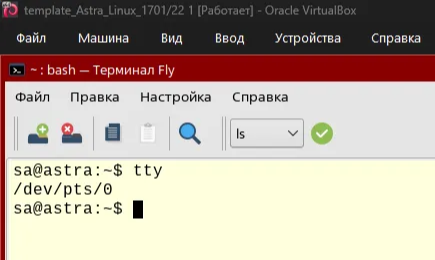 template_Astra_Linux_1701/22 1 [Работает] - Oracle VirtualBox
Файл Машина Вид Ввод Устройства Справка
~ : bash — Терминал Fly
Файл Правка Настройка Справка
ls
sa@astra:~$ tty
/dev/pts/0
sa@astra:~$